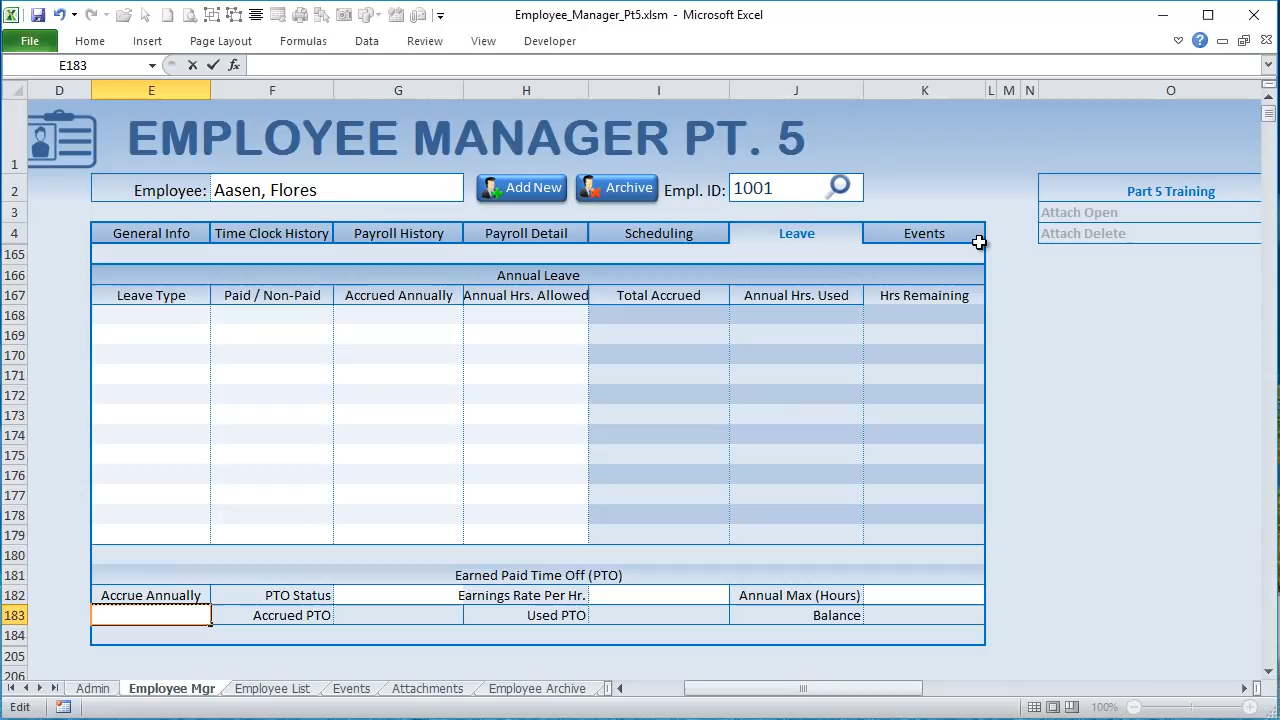 Employee_Manager_Pt5.xlsm - Microsoft Excel
File Home Insert Page Layout Formulas Data Review View Developer
E183 fx
D E F G H I J K L M N O
1 EMPLOYEE MANAGER PT. 5
2 Employee: Aasen, Flores Add New Archive Empl. ID: 1001 Part 5 Training
3 Attach Open
4 General Info Time Clock History Payroll History Payroll Detail Scheduling Leave Events Attach Delete
165
166 Annual Leave
167 Leave Type Paid / Non-Paid Accrued Annually Annual Hrs. Allowed Total Accrued Annual Hrs. Used Hrs Remaining
168
169
170
171
172
173
174
175
176
177
178
179
180
181 Earned Paid Time Off (PTO)
182 Accrue Annually PTO Status Earnings Rate Per Hr. Annual Max (Hours)
183 Accrued PTO Used PTO Balance
184
205
206
Admin Employee Mgr Employee List Events Attachments Employee Archive
Edit 100%